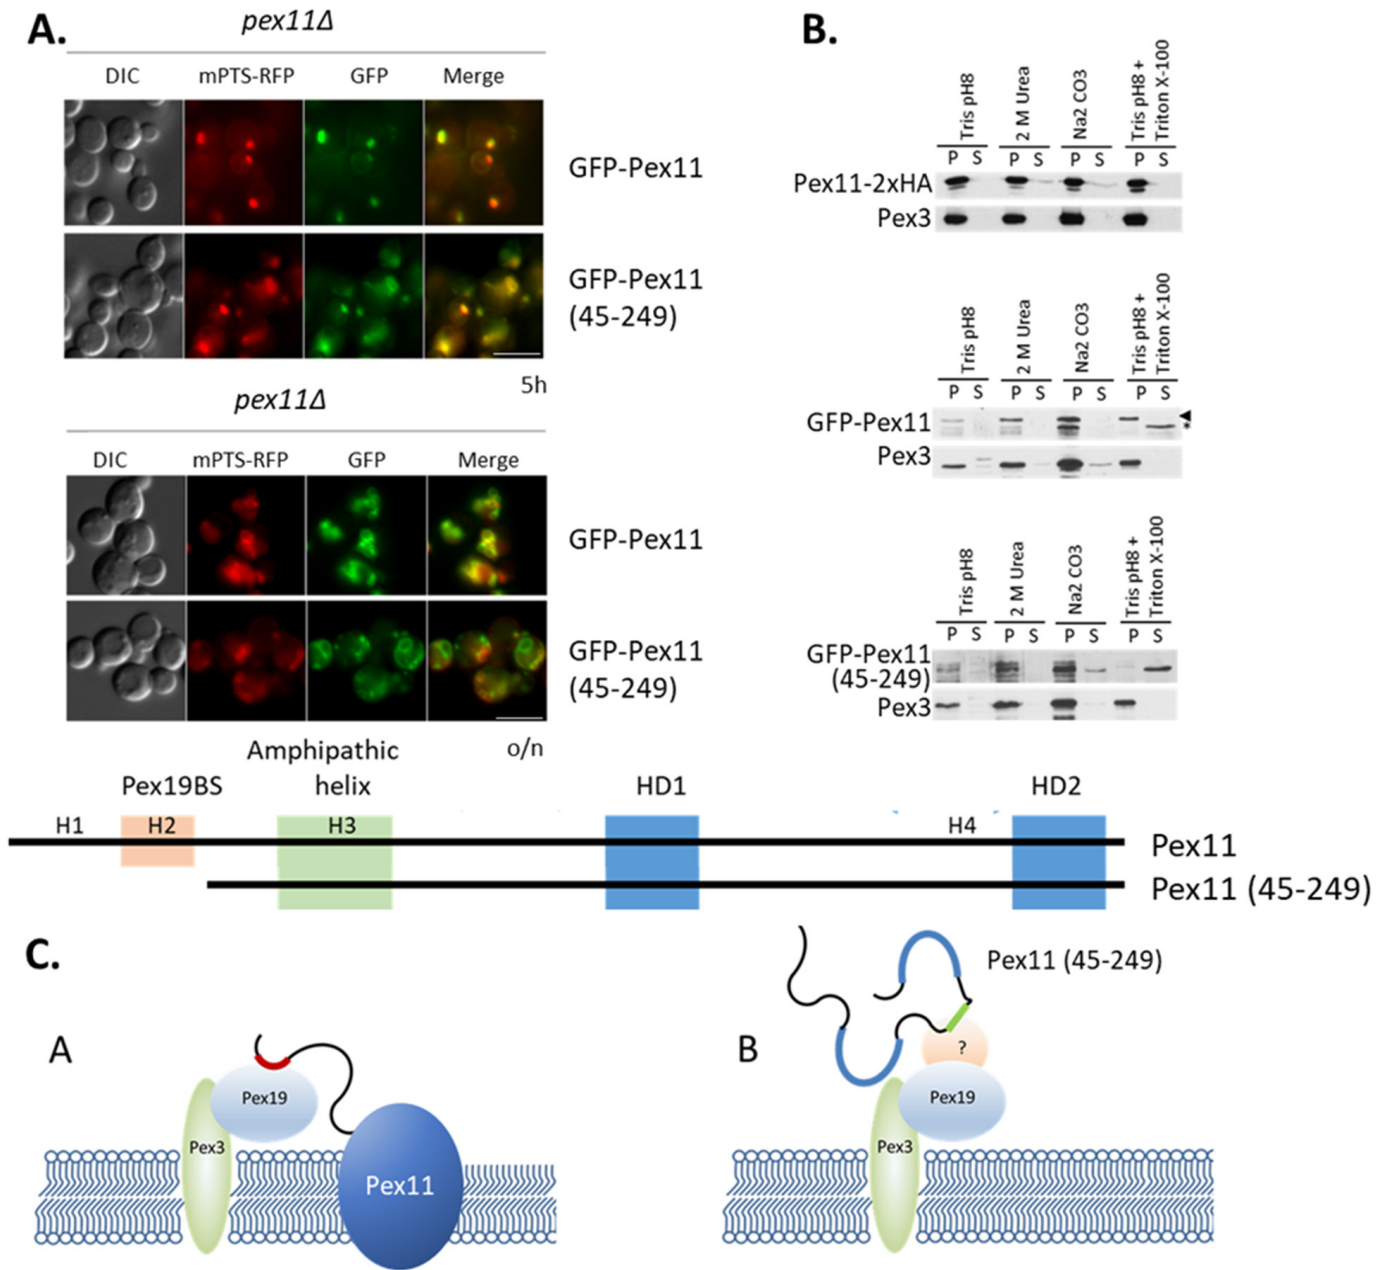 A.
pex11Δ
DIC mPTS-RFP GFP Merge
GFP-Pex11
GFP-Pex11
(45-249)
5h
pex11Δ
DIC mPTS-RFP GFP Merge
GFP-Pex11
GFP-Pex11
(45-249)
o/n
B.
Tris pH8
2 M Urea
Na2 CO3
Tris pH8 +
Triton X-100
P S P S P S P S
Pex11-2xHA
Pex3
Tris pH8
2 M Urea
Na2 CO3
Tris pH8 +
Triton X-100
P S P S P S P S
GFP-Pex11
*
Pex3
Tris pH8
2 M Urea
Na2 CO3
Tris pH8 +
Triton X-100
P S P S P S P S
GFP-Pex11
(45-249)
Pex3
Amphipathic
Pex19BS helix HD1 HD2
H1 H2 H3 H4
Pex11
Pex11 (45-249)
C.
A
Pex19
Pex3
Pex11
Pex11 (45-249)
B
?
Pex19
Pex3